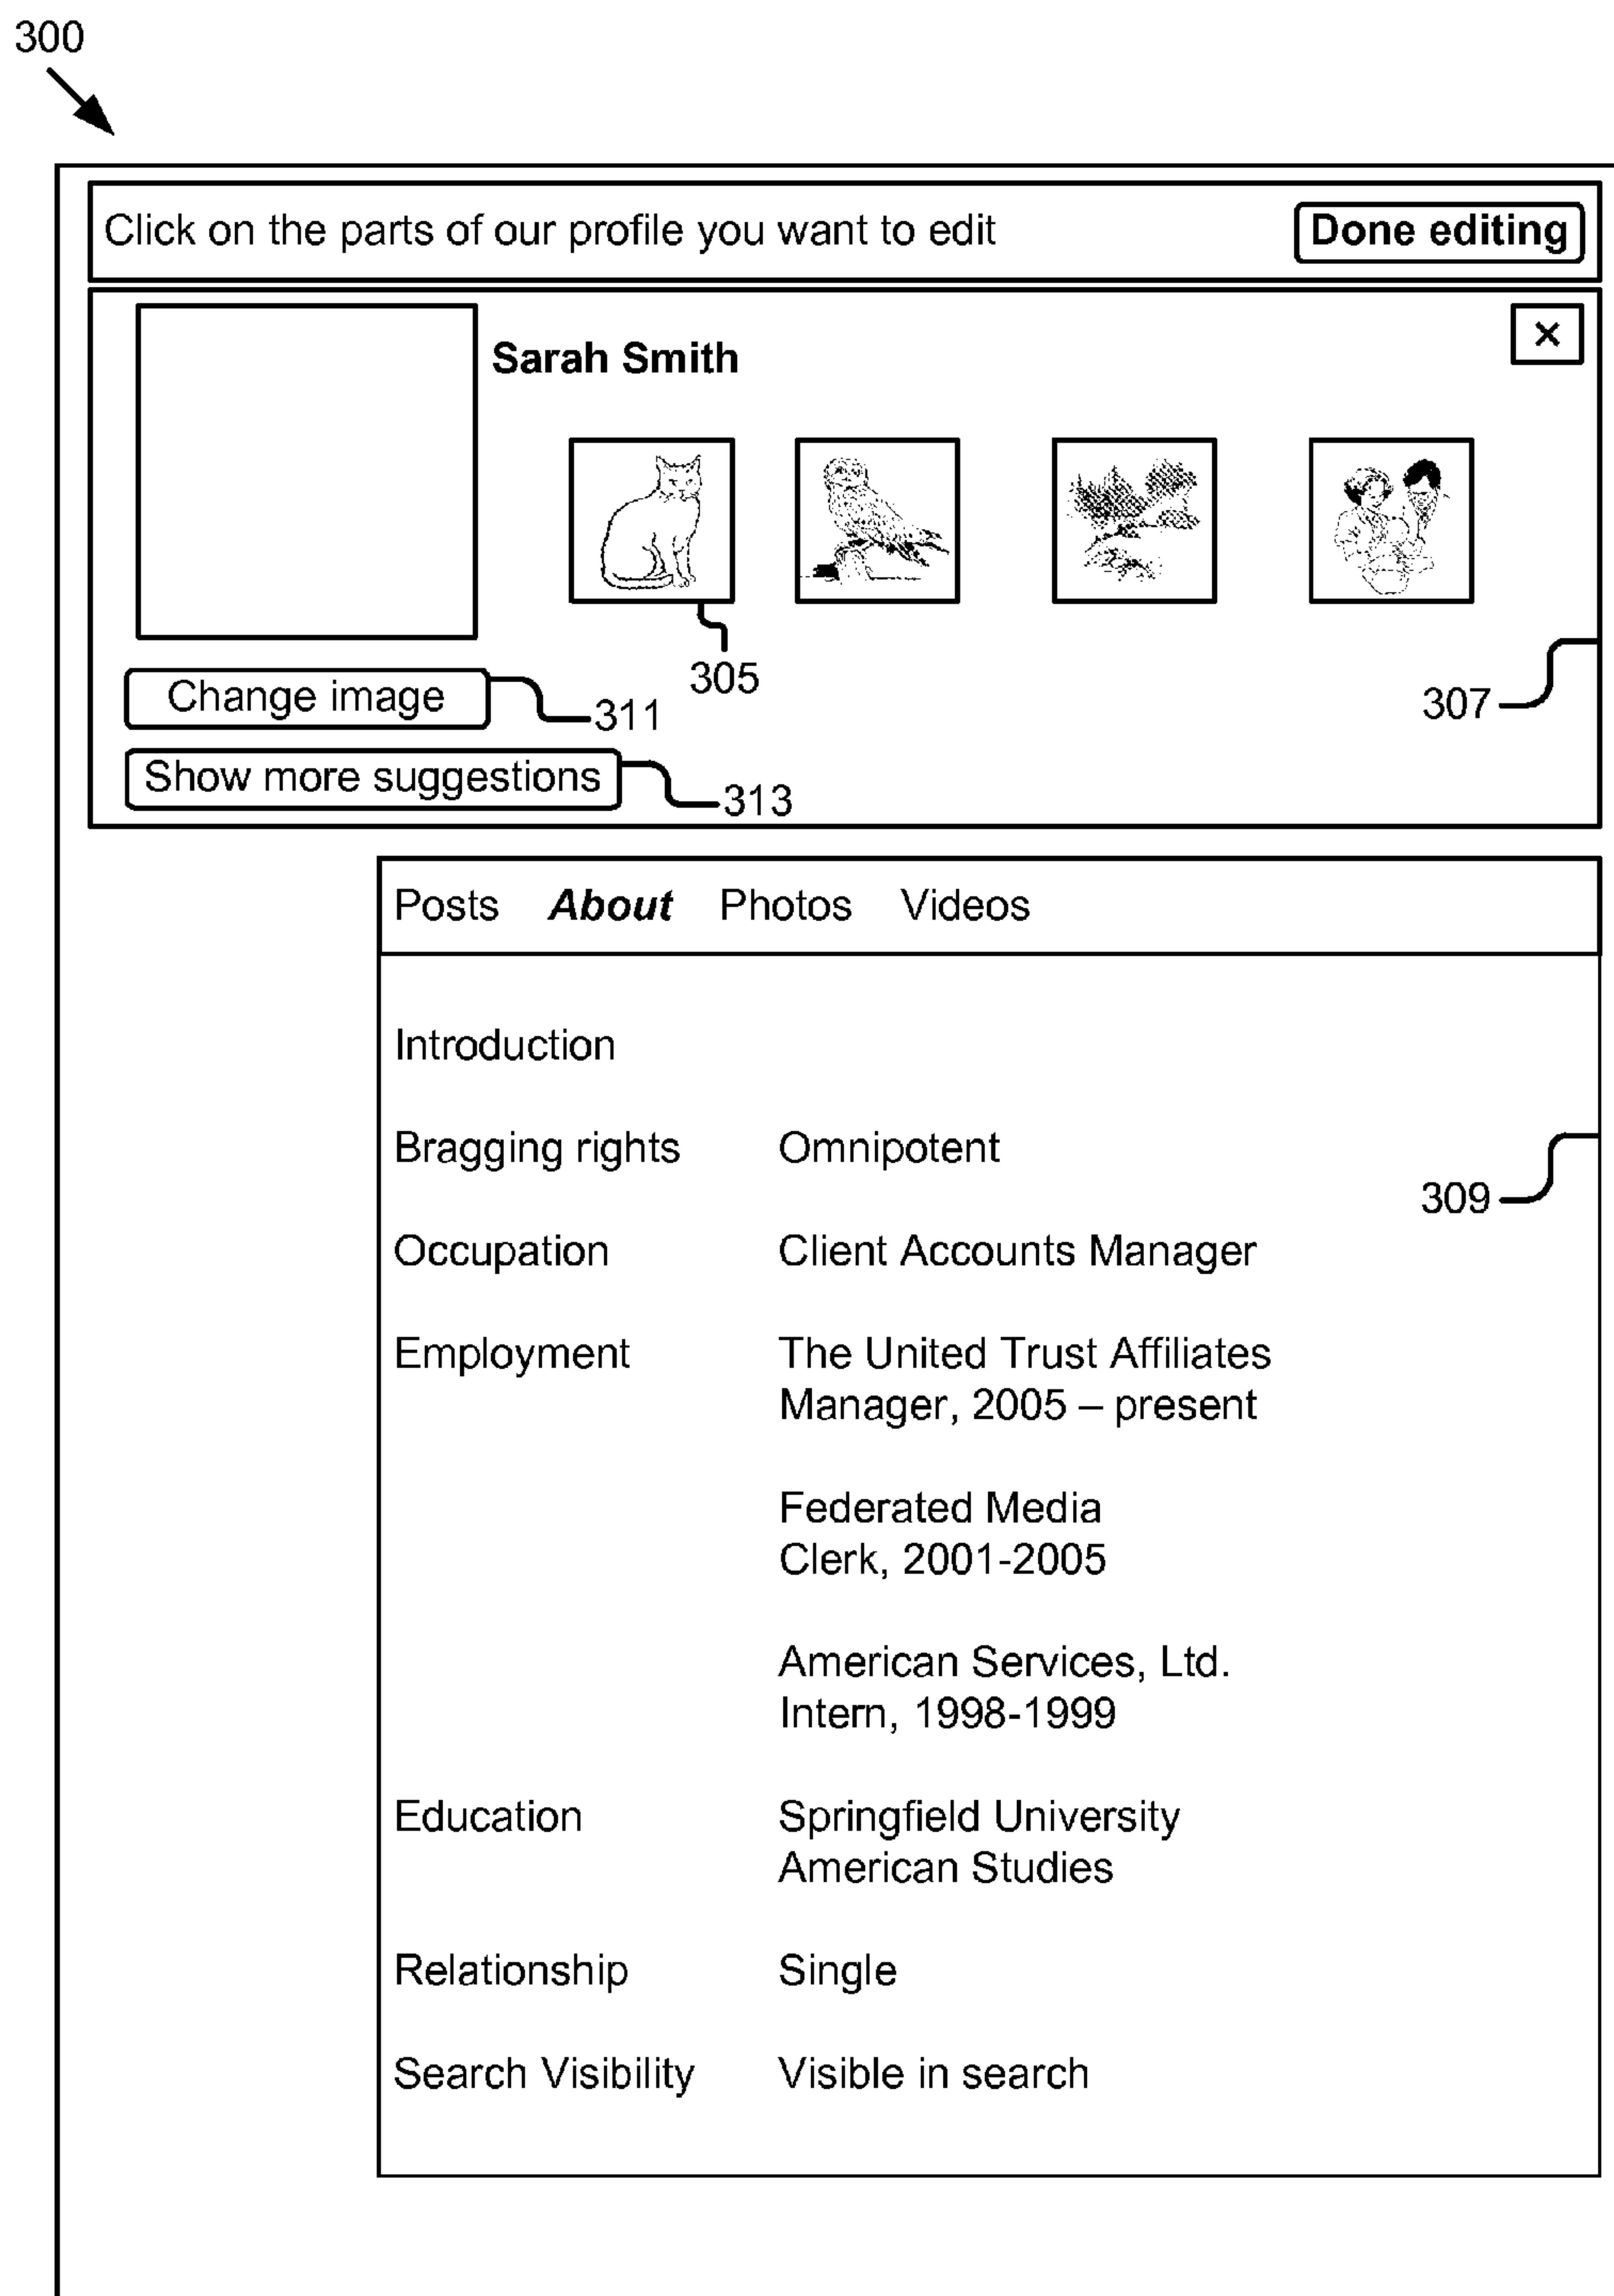 300
Click on the parts of our profile you want to edit
Done editing
×
Sarah Smith
305
307
Change image
311
Show more suggestions
313
Posts About Photos Videos
Introduction
Bragging rights Omnipotent
309
Occupation Client Accounts Manager
Employment The United Trust Affiliates
Manager, 2005 – present
Federated Media
Clerk, 2001-2005
American Services, Ltd.
Intern, 1998-1999
Education Springfield University
American Studies
Relationship Single
Search Visibility Visible in search